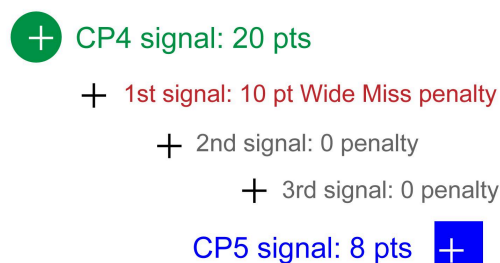 CP4 signal: 20 pts
1st signal: 10 pt Wide Miss penalty
2nd signal: 0 penalty
3rd signal: 0 penalty
CP5 signal: 8 pts